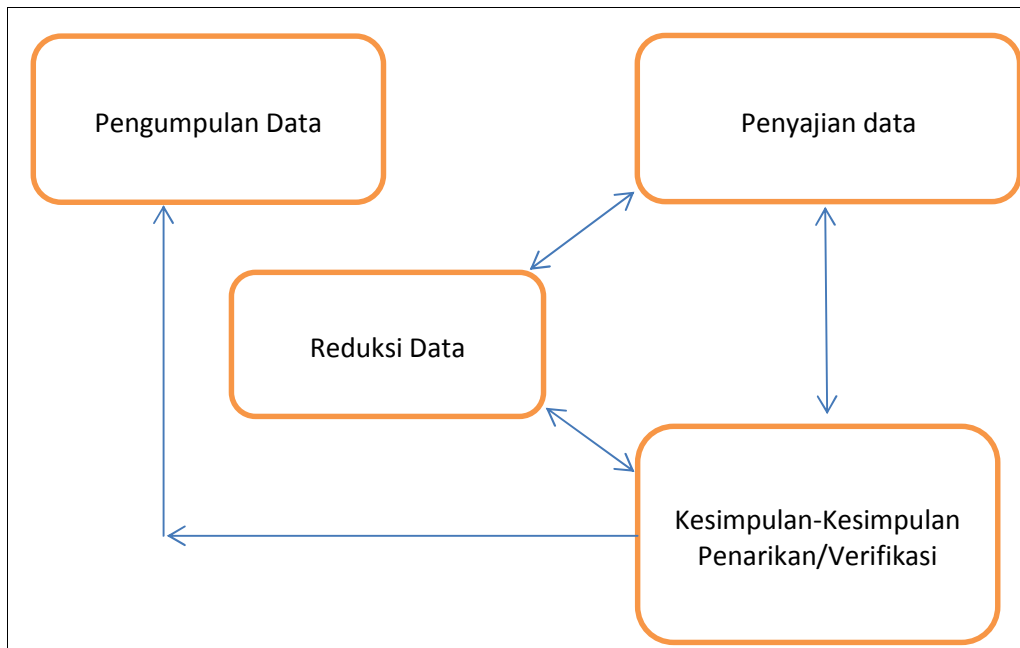 Pengumpulan Data
Penyajian data
Reduksi Data
Kesimpulan-Kesimpulan
Penarikan/Verifikasi